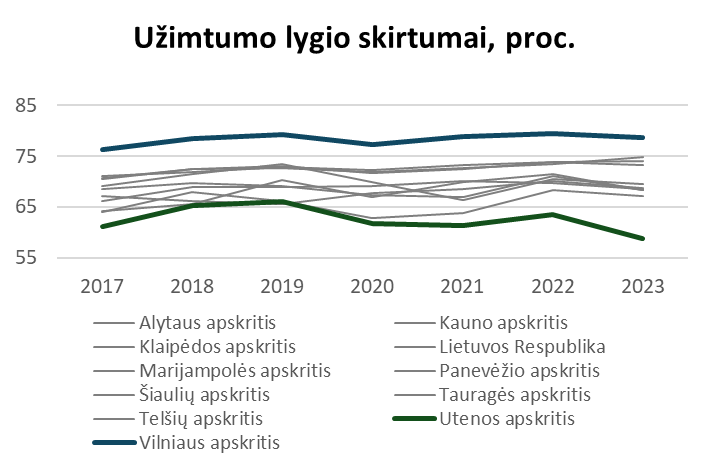 Užimtumo lygio skirtumai, proc.
85
75
65
55
2017 2018 2019 2020 2021 2022 2023
Alytaus apskritis Kauno apskritis
Klaipėdos apskritis Lietuvos Respublika
Marijampolės apskritis Panevėžio apskritis
Šiaulių apskritis Tauragės apskritis
Telšių apskritis Utenos apskritis
Vilniaus apskritis